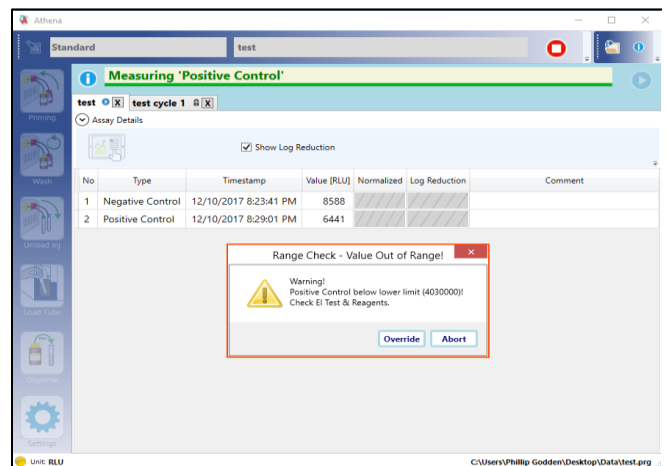 Athena
Standard
test
Measuring 'Positive Control'
test X test cycle 1 X
Assay Details
Show Log Reduction
No Type Timestamp Value [RLU] Normalized Log Reduction Comment
1 Negative Control 12/10/2017 8:23:41 PM 8588
2 Positive Control 12/10/2017 8:29:01 PM 6441
Range Check - Value Out of Range!
Warning!
Positive Control below lower limit (4030000)!
Check EI Test & Reagents.
Override Abort
Priming
Wash
Unload Inj
Load Tube
Dispense
Settings
Unit: RLU
C:\Users\Phillip Godden\Desktop\Data\test.prg